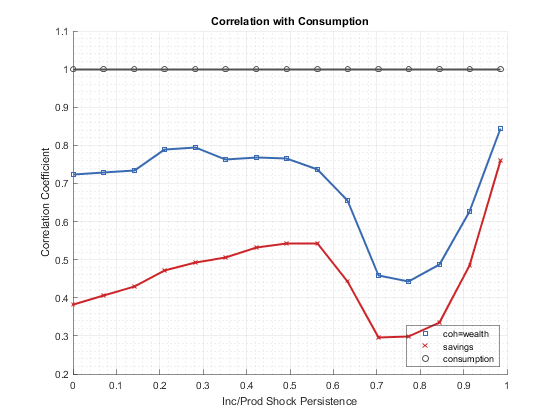 Correlation with Consumption
1.1
1
0.9
0.8
0.7
0.6
0.5
0.4
0.3
0.2
Correlation Coefficient
coh=wealth
savings
consumption
0 0.1 0.2 0.3 0.4 0.5 0.6 0.7 0.8 0.9 1
Inc/Prod Shock Persistence